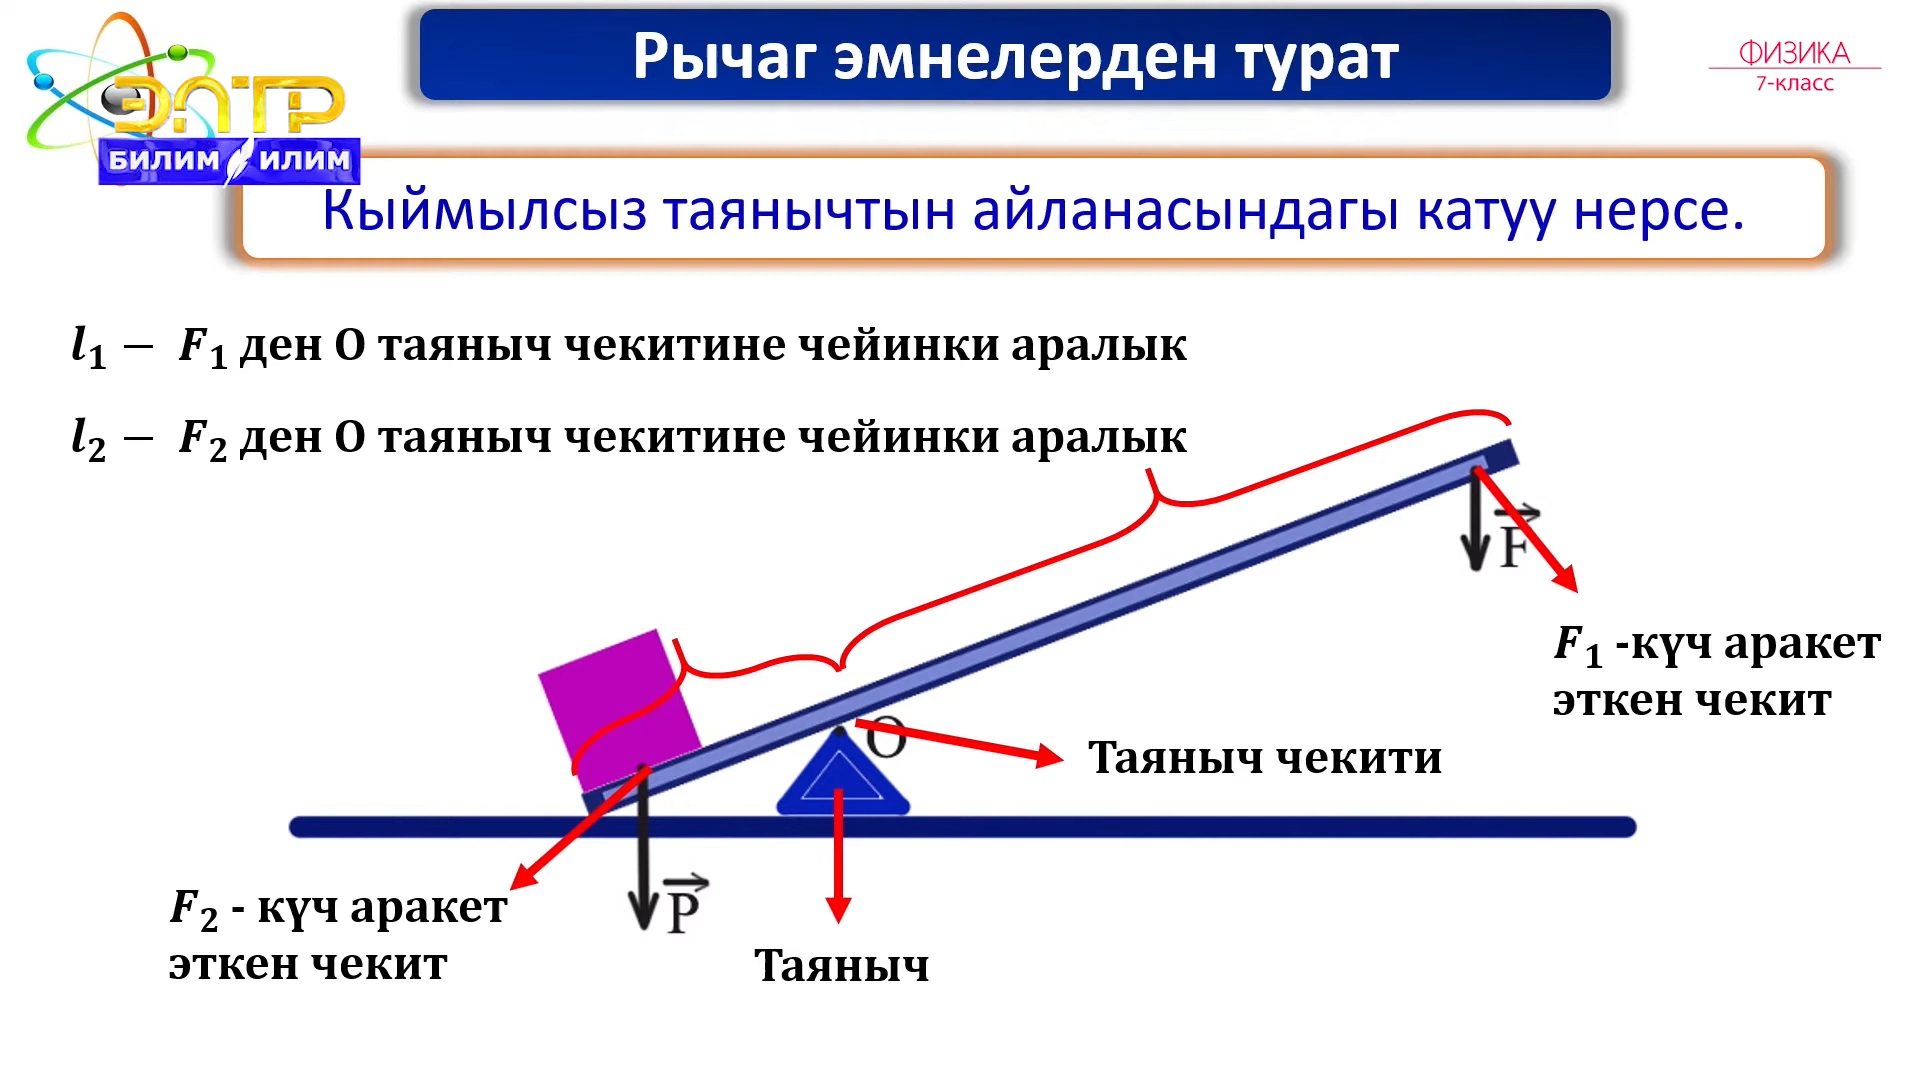 Рычаг эмнелерден турат
ФИЗИКА
7-класс
ЭЛТР
БИЛИМ ИЛИМ
Кыймылсыз таянычтын айланасындагы катуу нерсе.
l₁ − F₁ ден О таяныч чекитине чейинки аралык
l₂ − F₂ ден О таяныч чекитине чейинки аралык
F
F₁ -күч аракет
эткен чекит
O
Таяныч чекити
F₂ - күч аракет
эткен чекит
P
Таяныч